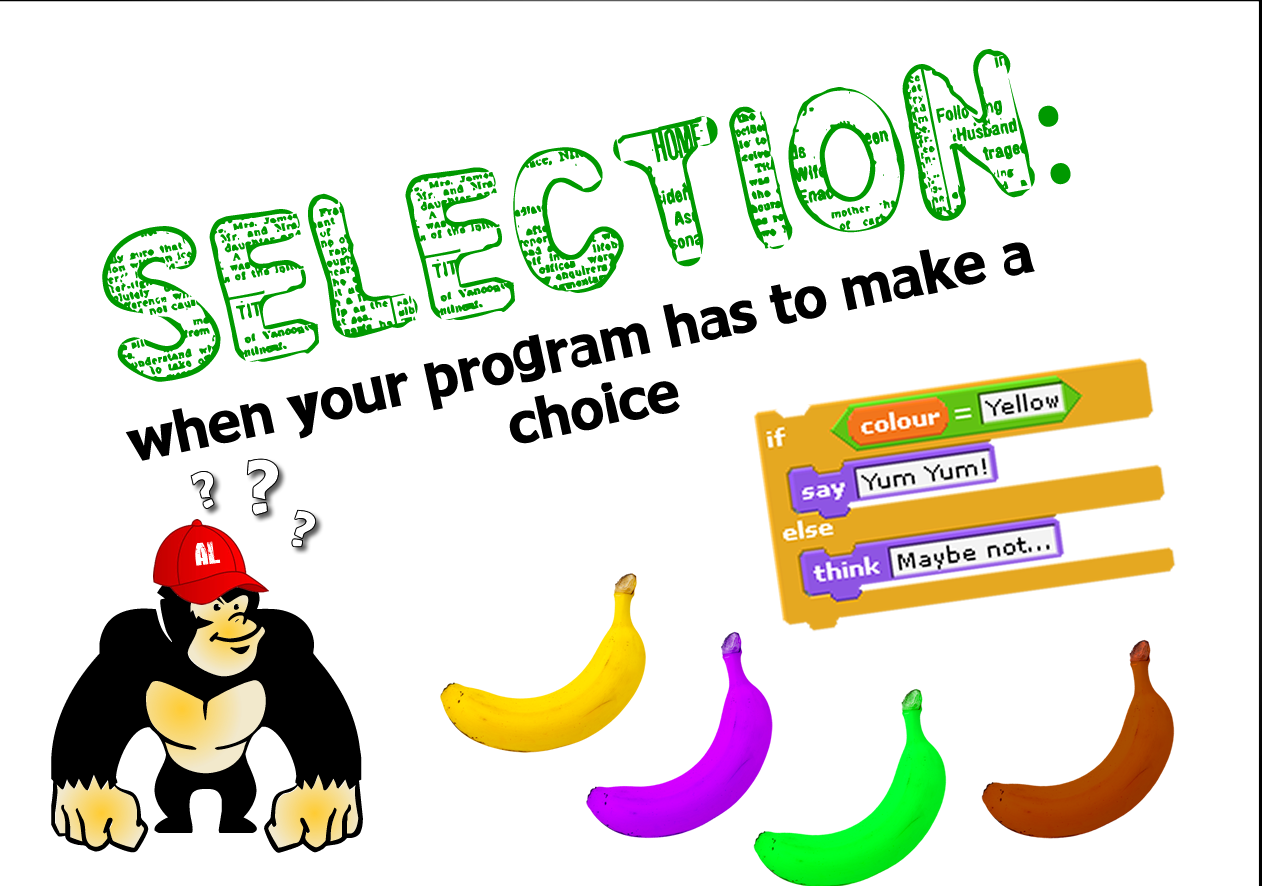 SELECTION:
when your program has to make a
choice
if colour = Yellow
say Yum Yum!
else
think Maybe not...
? ? ?
AL